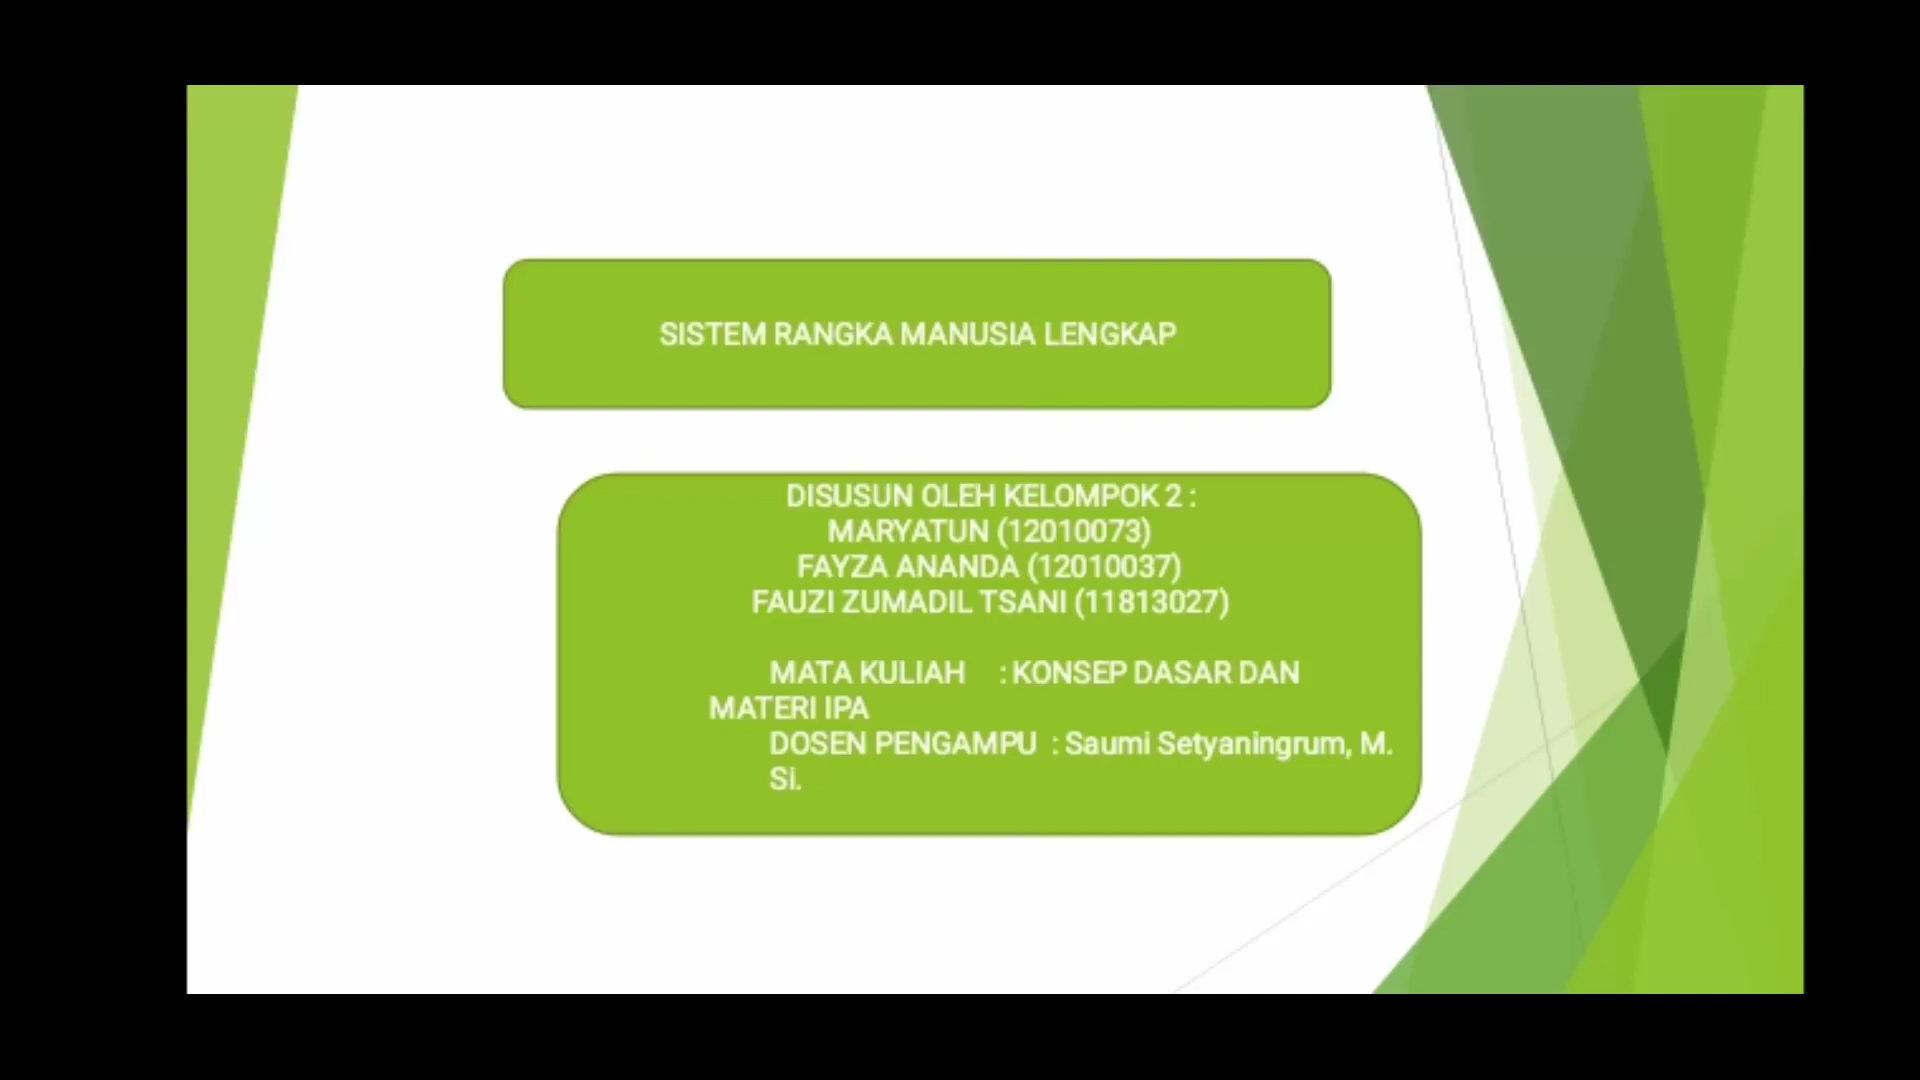 SISTEM RANGKA MANUSIA LENGKAP
DISUSUN OLEH KELOMPOK 2 :
MARYATUN (12010073)
FAYZA ANANDA (12010037)
FAUZI ZUMADIL TSANI (11813027)
MATA KULIAH : KONSEP DASAR DAN
MATERI IPA
DOSEN PENGAMPU : Saumi Setyaningrum, M.
Si.